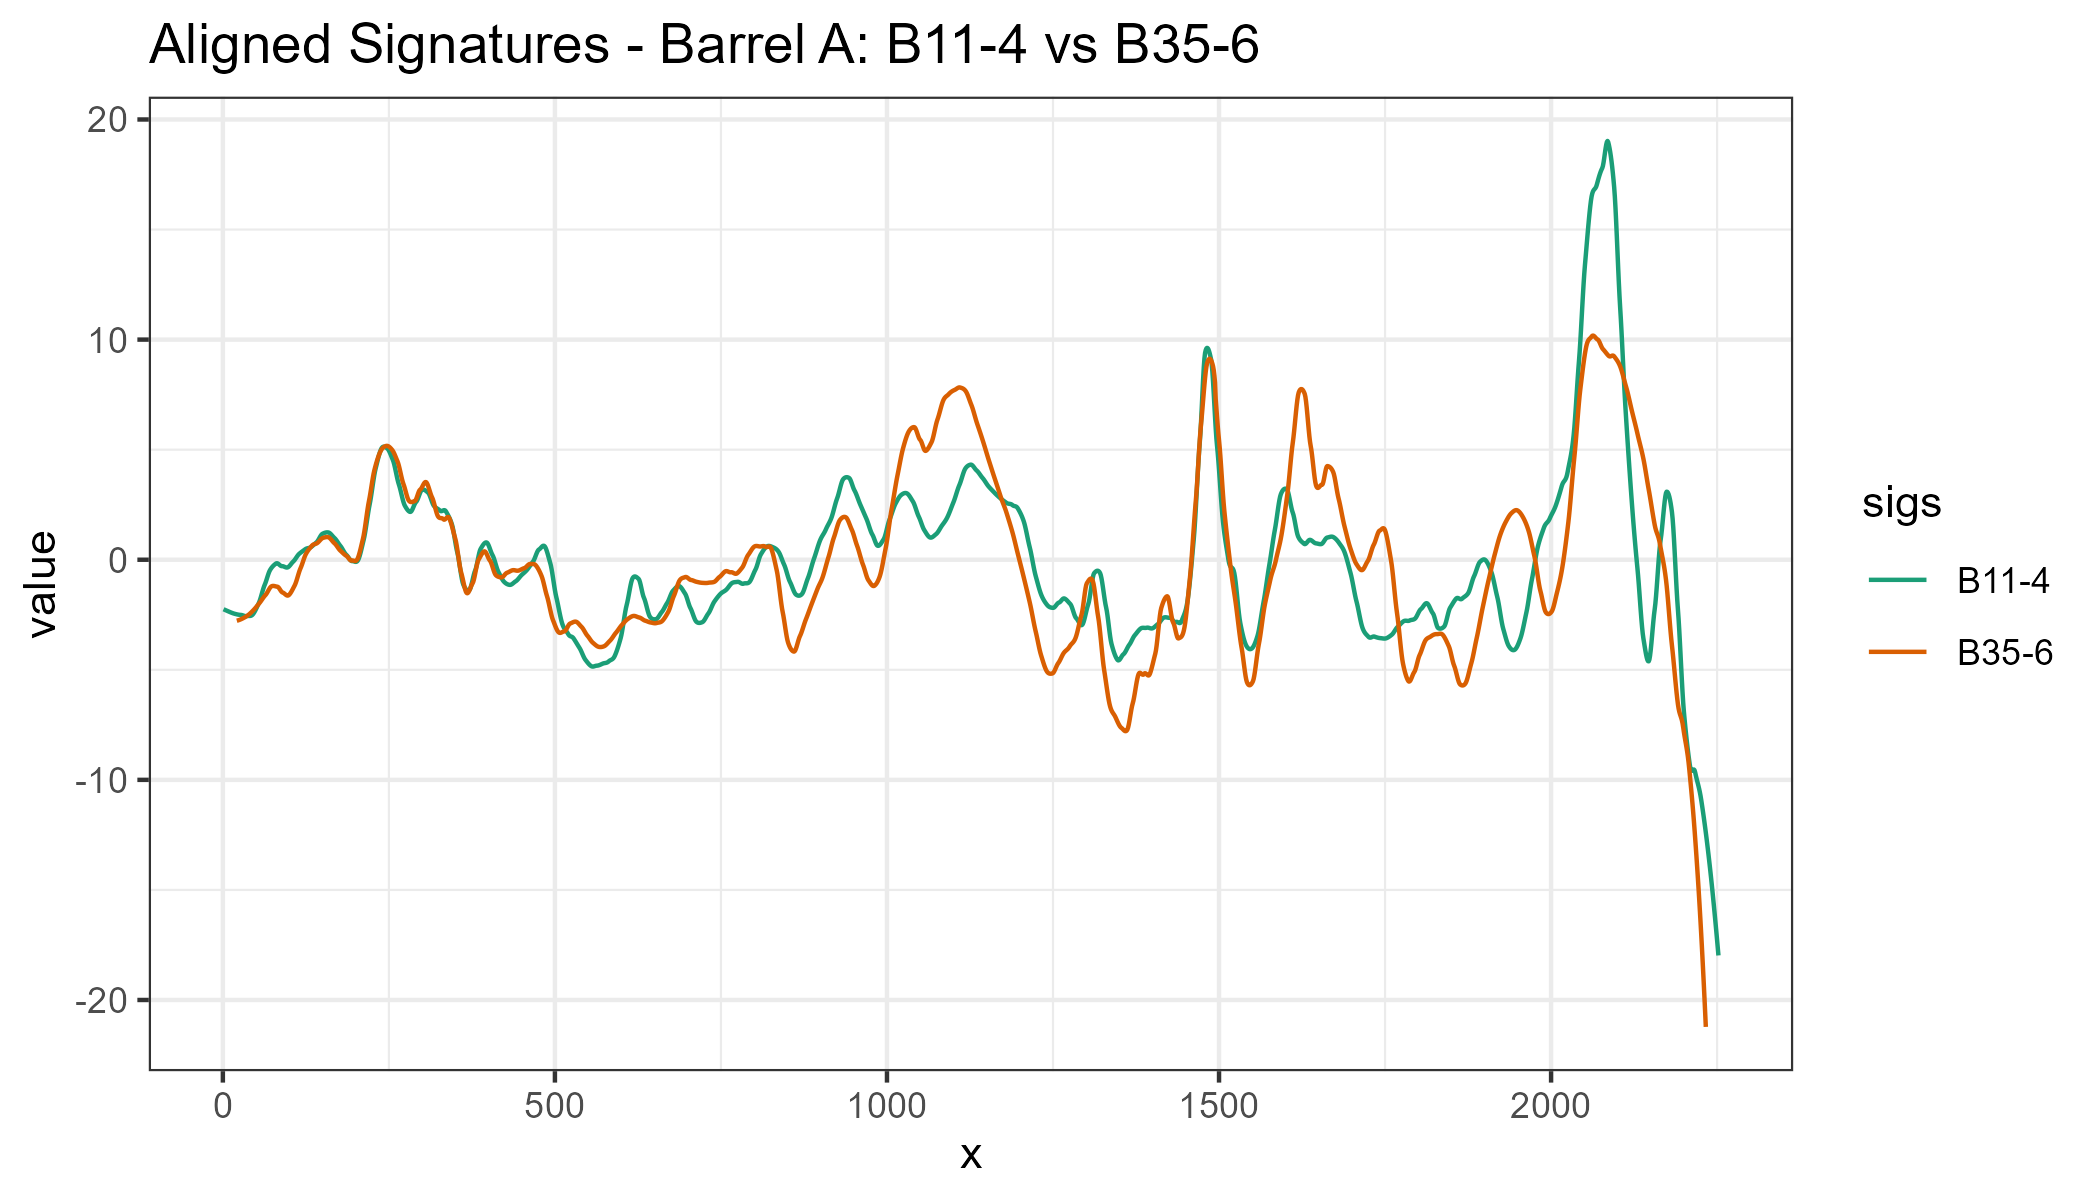 Aligned Signatures - Barrel A: B11-4 vs B35-6
value
20
10
0
-10
-20
0 500 1000 1500 2000
x
sigs
B11-4
B35-6